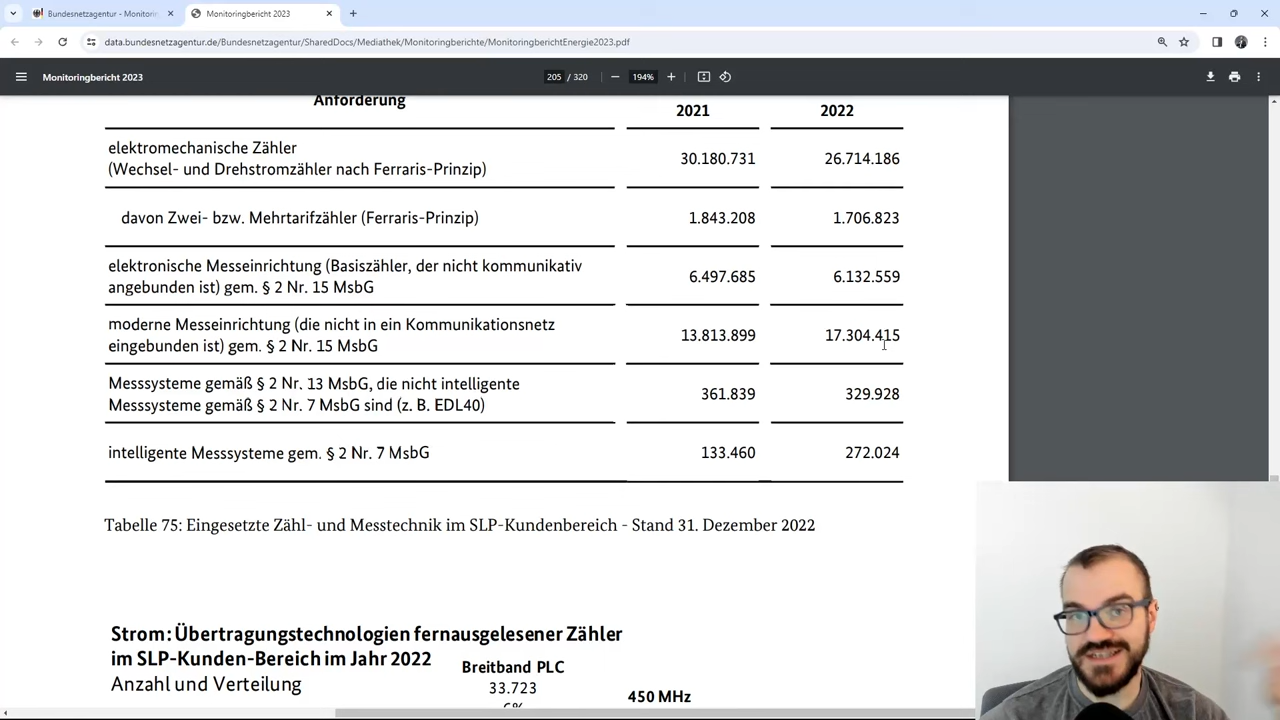 Bundesnetzagentur - Monitorin
Monitoringbericht 2023
data.bundesnetzagentur.de/Bundesnetzagentur/SharedDocs/Mediathek/Monitoringberichte/MonitoringberichtEnergie2023.pdf
Monitoringbericht 2023
205 / 320
194%
Anforderung
2021
2022
elektromechanische Zähler
(Wechsel- und Drehstromzähler nach Ferraris-Prinzip)
30.180.731
26.714.186
davon Zwei- bzw. Mehrtarifzähler (Ferraris-Prinzip)
1.843.208
1.706.823
elektronische Messeinrichtung (Basiszähler, der nicht kommunikativ
angebunden ist) gem. § 2 Nr. 15 MsbG
6.497.685
6.132.559
moderne Messeinrichtung (die nicht in ein Kommunikationsnetz
eingebunden ist) gem. § 2 Nr. 15 MsbG
13.813.899
17.304.415
Messsysteme gemäß § 2 Nr. 13 MsbG, die nicht intelligente
Messsysteme gemäß § 2 Nr. 7 MsbG sind (z. B. EDL40)
361.839
329.928
intelligente Messsysteme gem. § 2 Nr. 7 MsbG
133.460
272.024
Tabelle 75: Eingesetzte Zähl- und Messtechnik im SLP-Kundenbereich - Stand 31. Dezember 2022
Strom: Übertragungstechnologien fernausgelesener Zähler
im SLP-Kunden-Bereich im Jahr 2022
Anzahl und Verteilung
Breitband PLC
33.723
6%
450 MHz